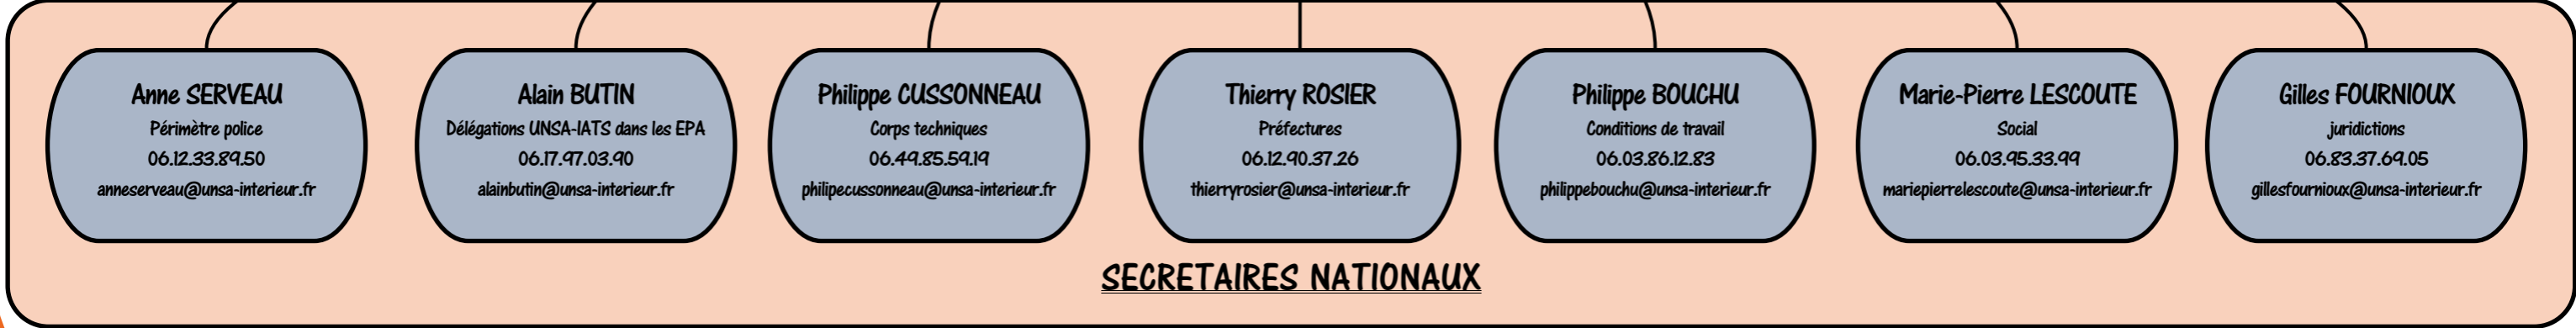 Anne SERVEAU
Périmètre police
06.12.33.89.50
anneserveau@unsa-interieur.fr
Alain BUTIN
Délégations UNSA-IATS dans les EPA
06.17.97.03.90
alainbutin@unsa-interieur.fr
Philippe CUSSONNEAU
Corps techniques
06.49.85.59.19
philipecussonneau@unsa-interieur.fr
Thierry ROSIER
Préfectures
06.12.90.37.26
thierryrosier@unsa-interieur.fr
Philippe BOUCHU
Conditions de travail
06.03.86.12.83
philippebouchu@unsa-interieur.fr
Marie-Pierre LESCOUTE
Social
06.03.95.33.99
mariepierrelescoute@unsa-interieur.fr
Gilles FOURNIOUX
juridictions
06.83.37.69.05
gillesfournioux@unsa-interieur.fr
SECRETAIRES NATIONAUX